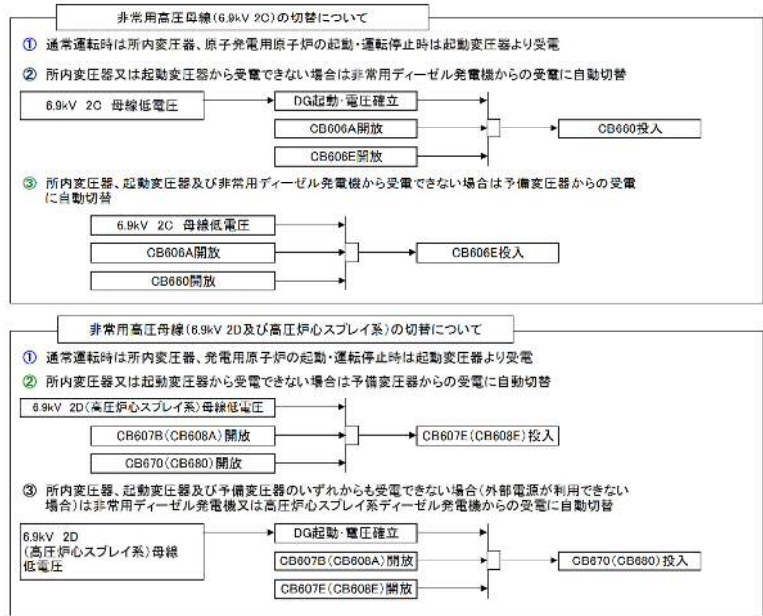 非常用高圧母線(6.9kV 2C)の切替について
① 通常運転時は所内変圧器、原子発電用原子炉の起動・運転停止時は起動変圧器より受電
② 所内変圧器又は起動変圧器から受電できない場合は非常用ディーゼル発電機からの受電に自動切替
6.9kV 2C 母線低電圧
DG起動・電圧確立
CB606A開放
CB606E開放
CB660投入
③ 所内変圧器、起動変圧器及び非常用ディーゼル発電機から受電できない場合は予備変圧器からの受電
に自動切替
6.9kV 2C 母線低電圧
CB606A開放
CB660開放
CB606E投入
非常用高圧母線(6.9kV 2D及び高圧炉心スプレイ系)の切替について
① 通常運転時は所内変圧器、発電用原子炉の起動・運転停止時は起動変圧器より受電
② 所内変圧器又は起動変圧器から受電できない場合は予備変圧器からの受電に自動切替
6.9kV 2D(高圧炉心スプレイ系)母線低電圧
CB607B(CB608A)開放
CB670(CB680)開放
CB607E(CB608E)投入
③ 所内変圧器、起動変圧器及び予備変圧器のいずれからも受電できない場合(外部電源が利用できない
場合)は非常用ディーゼル発電機又は高圧炉心スプレイ系ディーゼル発電機からの受電に自動切替
6.9kV 2D
(高圧炉心スプレイ系)母線
低電圧
DG起動・電圧確立
CB607B(CB608A)開放
CB607E(CB608E)開放
CB670(CB680)投入